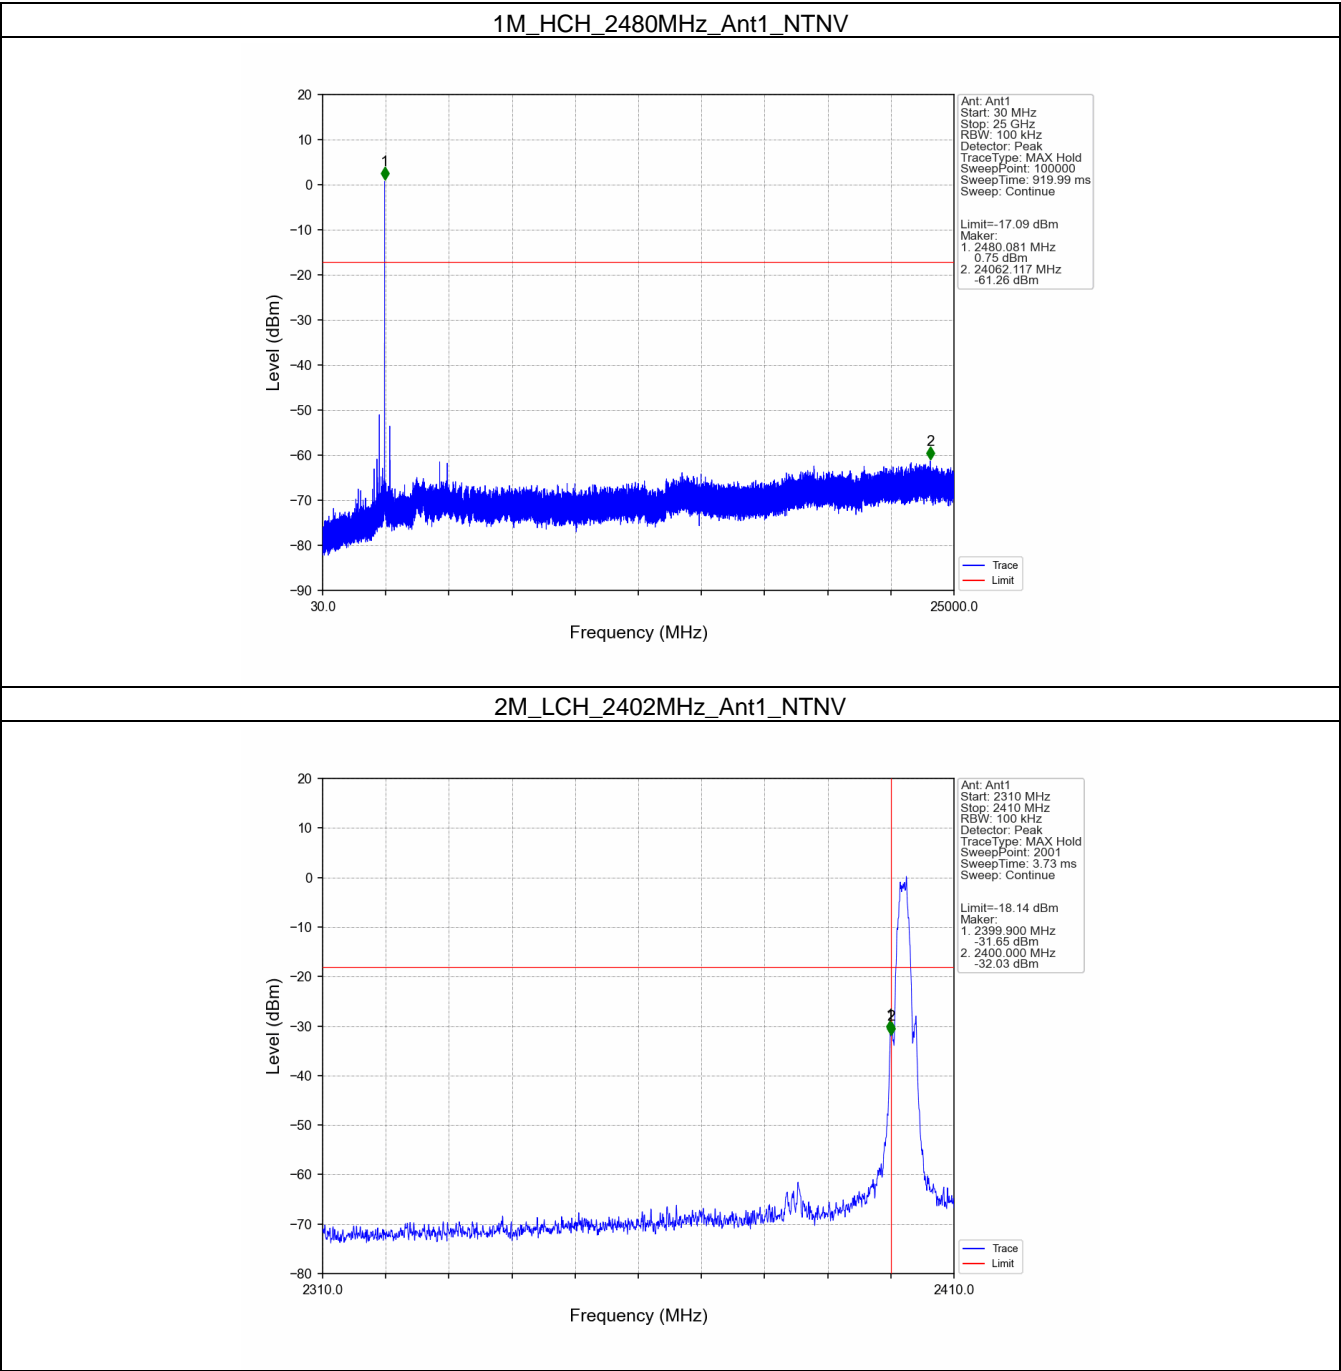 1M_HCH_2480MHz_Ant1_NTNV
20
10
0
−10
−20
−30
−40
−50
−60
−70
−80
−90
Level (dBm)
1
2
30.0
25000.0
Frequency (MHz)
Ant: Ant1
Start: 30 MHz
Stop: 25 GHz
RBW: 100 kHz
Detector: Peak
TraceType: MAX Hold
SweepPoint: 100000
SweepTime: 919.99 ms
Sweep: Continue
Limit=-17.09 dBm
Maker:
1. 2480.081 MHz
0.75 dBm
2. 24062.117 MHz
-61.26 dBm
Trace
Limit
2M_LCH_2402MHz_Ant1_NTNV
20
10
0
−10
−20
−30
−40
−50
−60
−70
−80
Level (dBm)
2
2310.0
2410.0
Frequency (MHz)
Ant: Ant1
Start: 2310 MHz
Stop: 2410 MHz
RBW: 100 kHz
Detector: Peak
TraceType: MAX Hold
SweepPoint: 2001
SweepTime: 3.73 ms
Sweep: Continue
Limit=-18.14 dBm
Maker:
1. 2399.900 MHz
-31.65 dBm
2. 2400.000 MHz
-32.03 dBm
Trace
Limit